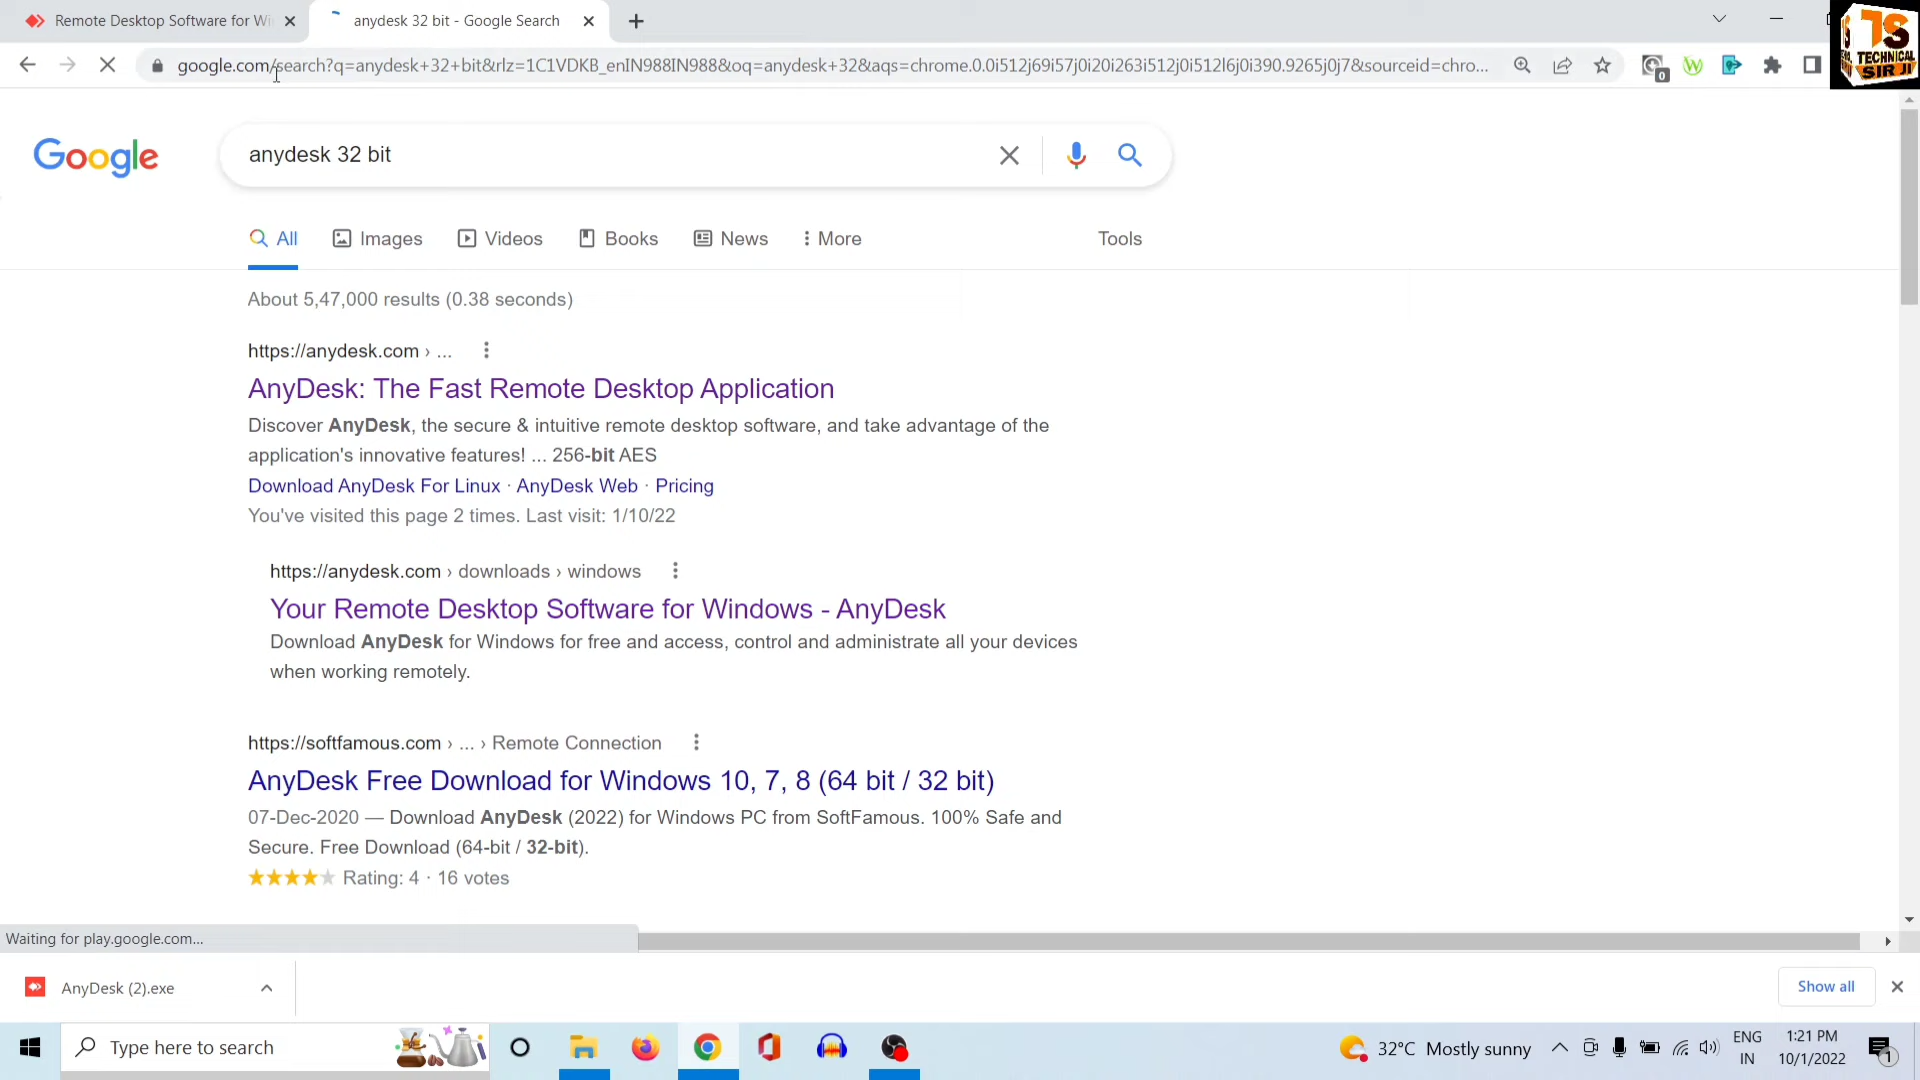 Remote Desktop Software for Wi
anydesk 32 bit - Google Search
google.com/search?q=anydesk+32+bit&rlz=1C1VDKB_enIN988IN988&oq=anydesk+32&aqs=chrome.0.0i512j69i57j0i20i263i512j0i512l6j0i390.9265j0j7&sourceid=chro...
0
TS
TECHNICAL
SIR JI
Google
anydesk 32 bit
All
Images
Videos
Books
News
More
Tools
About 5,47,000 results (0.38 seconds)
https://anydesk.com › ...
AnyDesk: The Fast Remote Desktop Application
Discover AnyDesk, the secure & intuitive remote desktop software, and take advantage of the
application's innovative features! ... 256-bit AES
Download AnyDesk For Linux · AnyDesk Web · Pricing
You've visited this page 2 times. Last visit: 1/10/22
https://anydesk.com › downloads › windows
Your Remote Desktop Software for Windows - AnyDesk
Download AnyDesk for Windows for free and access, control and administrate all your devices
when working remotely.
https://softfamous.com › ... › Remote Connection
AnyDesk Free Download for Windows 10, 7, 8 (64 bit / 32 bit)
07-Dec-2020 — Download AnyDesk (2022) for Windows PC from SoftFamous. 100% Safe and
Secure. Free Download (64-bit / 32-bit).
Rating: 4 · 16 votes
Waiting for play.google.com...
AnyDesk (2).exe
Show all
Type here to search
32°C Mostly sunny
ENG
IN
1:21 PM
10/1/2022
1